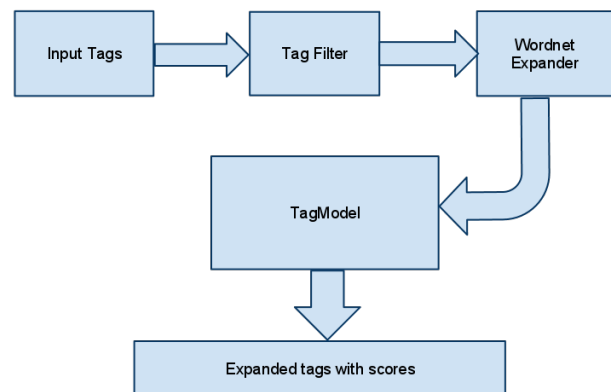 Input Tags
Tag Filter
Wordnet
Expander
TagModel
Expanded tags with scores